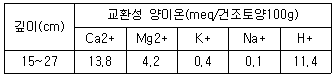 깊이(cm) 교환성 양이온(meq/건조토양100g)
Ca2+ Mg2+ K+ Na+ H+
15~27 13.8 4.2 0.4 0.1 11.4